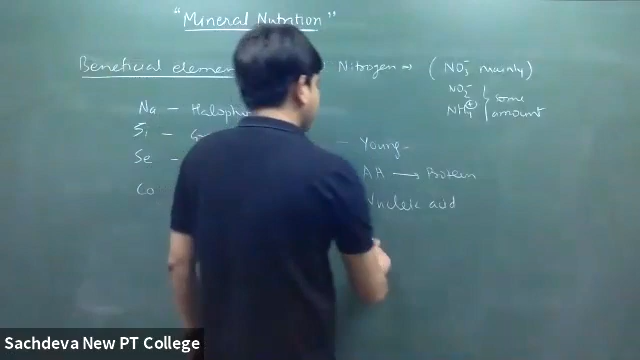 "Mineral Nutrition"
Beneficial elemen
Na — Haloph
Si —
Se —
Co
Nitrogen ⇒ (NO3- mainly)
NO2-
NH4+ } some amount
— Young
AA → Protein
Nucleic acid
Sachdeva New PT College